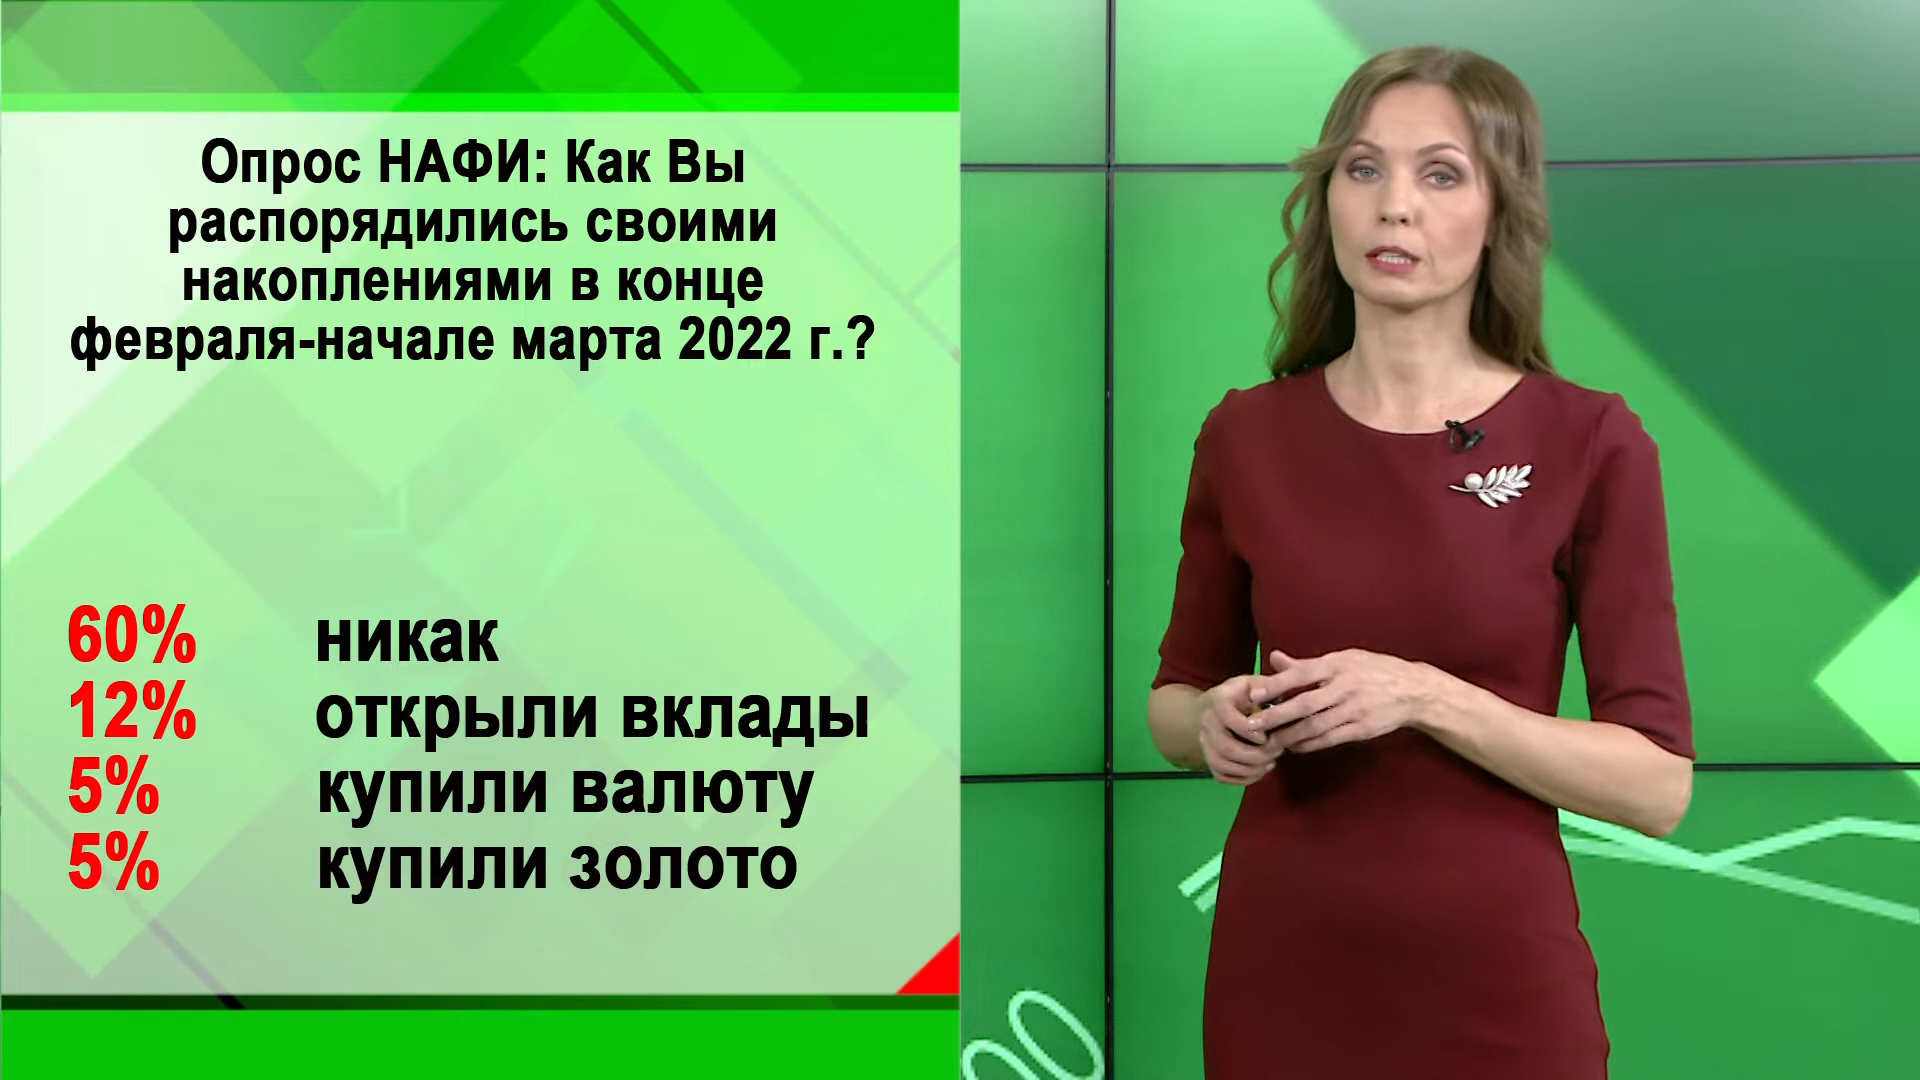 Опрос НАФИ: Как Вы
распорядились своими
накоплениями в конце
февраля-начале марта 2022 г.?
60% никак
12% открыли вклады
5% купили валюту
5% купили золото